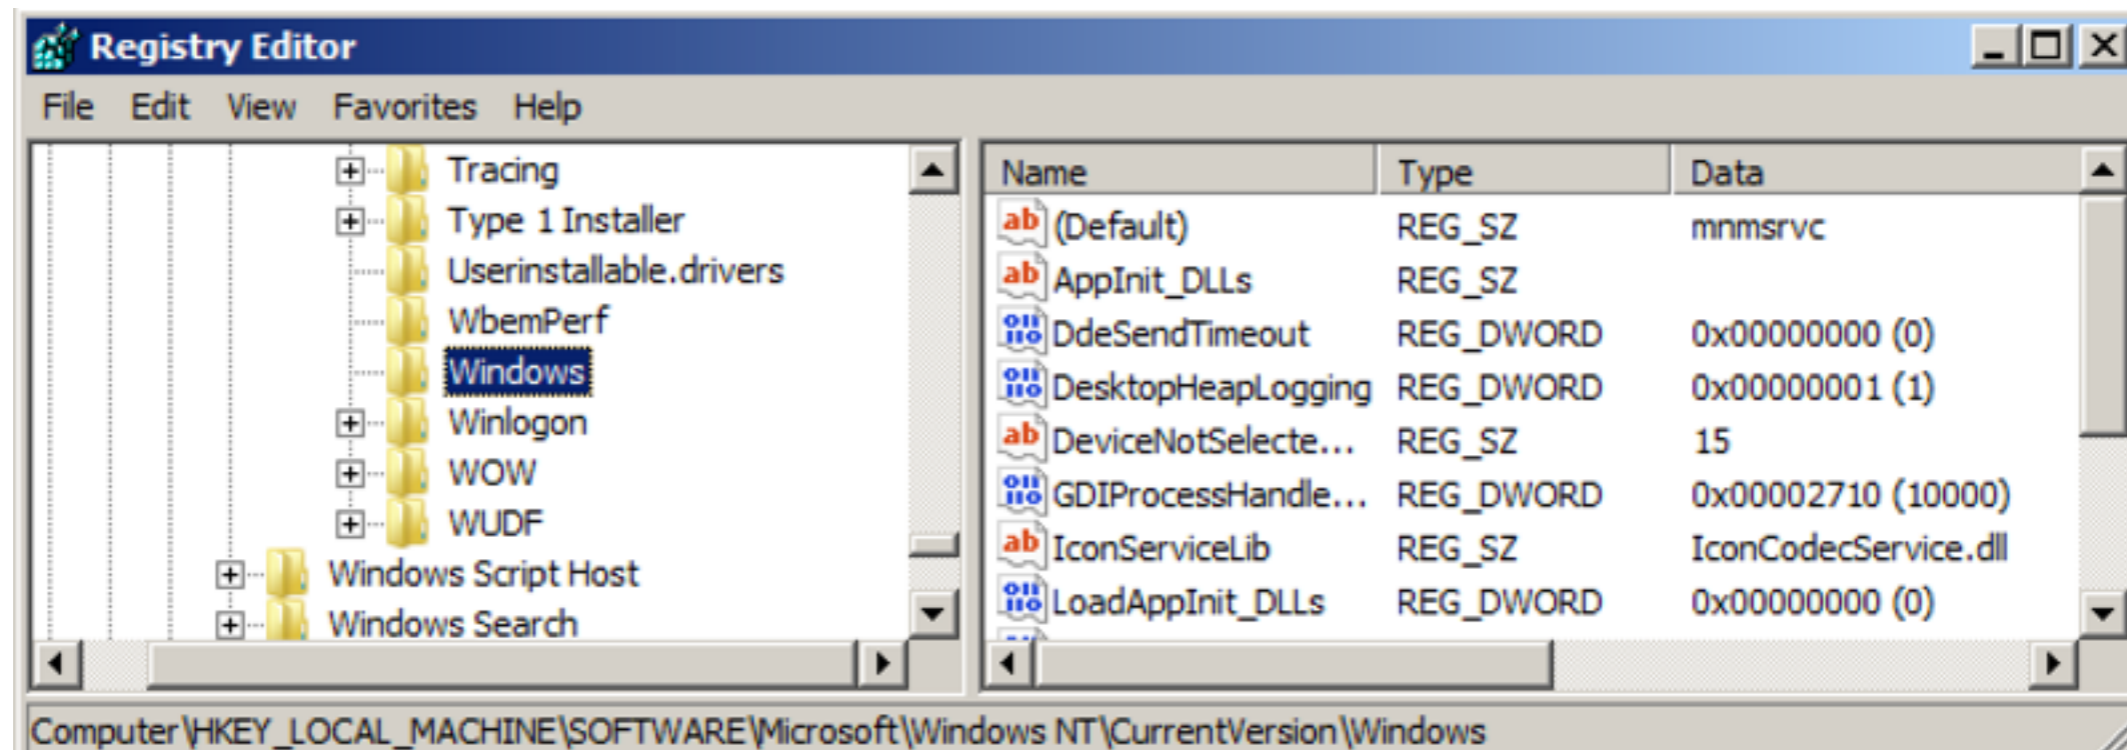 Registry Editor
File Edit View Favorites Help
Tracing
Type 1 Installer
Userinstallable.drivers
WbemPerf
Windows
Winlogon
WOW
WUDF
Windows Script Host
Windows Search
Name Type Data
(Default) REG_SZ mnmsrvc
AppInit_DLLs REG_SZ
DdeSendTimeout REG_DWORD 0x00000000 (0)
DesktopHeapLogging REG_DWORD 0x00000001 (1)
DeviceNotSelecte... REG_SZ 15
GDIProcessHandle... REG_DWORD 0x00002710 (10000)
IconServiceLib REG_SZ IconCodecService.dll
LoadAppInit_DLLs REG_DWORD 0x00000000 (0)
Computer\HKEY_LOCAL_MACHINE\SOFTWARE\Microsoft\Windows NT\CurrentVersion\Windows